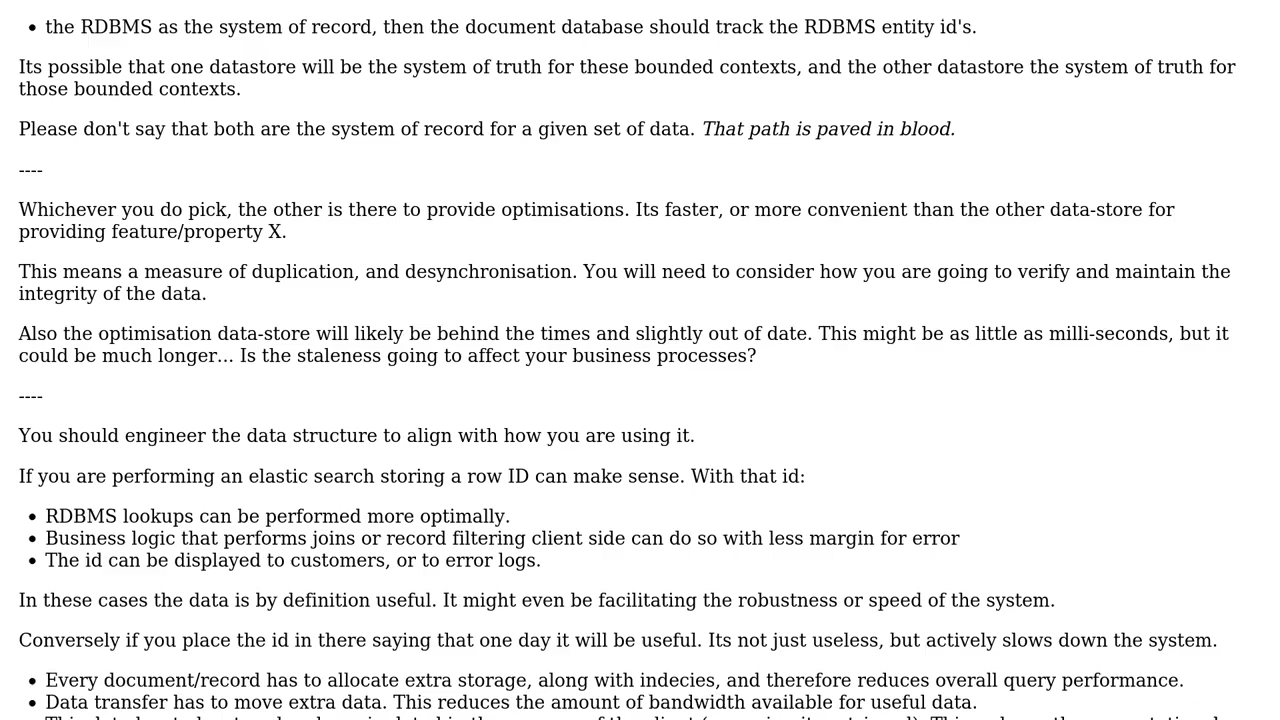 • the RDBMS as the system of record, then the document database should track the RDBMS entity id's.
Its possible that one datastore will be the system of truth for these bounded contexts, and the other datastore the system of truth for
those bounded contexts.
Please don't say that both are the system of record for a given set of data. That path is paved in blood.
----
Whichever you do pick, the other is there to provide optimisations. Its faster, or more convenient than the other data-store for
providing feature/property X.
This means a measure of duplication, and desynchronisation. You will need to consider how you are going to verify and maintain the
integrity of the data.
Also the optimisation data-store will likely be behind the times and slightly out of date. This might be as little as milli-seconds, but it
could be much longer... Is the staleness going to affect your business processes?
----
You should engineer the data structure to align with how you are using it.
If you are performing an elastic search storing a row ID can make sense. With that id:
• RDBMS lookups can be performed more optimally.
• Business logic that performs joins or record filtering client side can do so with less margin for error
• The id can be displayed to customers, or to error logs.
In these cases the data is by definition useful. It might even be facilitating the robustness or speed of the system.
Conversely if you place the id in there saying that one day it will be useful. Its not just useless, but actively slows down the system.
• Every document/record has to allocate extra storage, along with indecies, and therefore reduces overall query performance.
• Data transfer has to move extra data. This reduces the amount of bandwidth available for useful data.